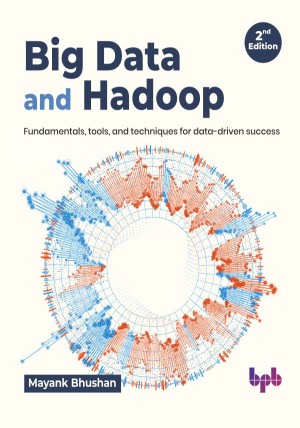 Big Data
and Hadoop
2nd
Edition
Fundamentals, tools, and techniques for data-driven success
Mayank Bhushan
bpb